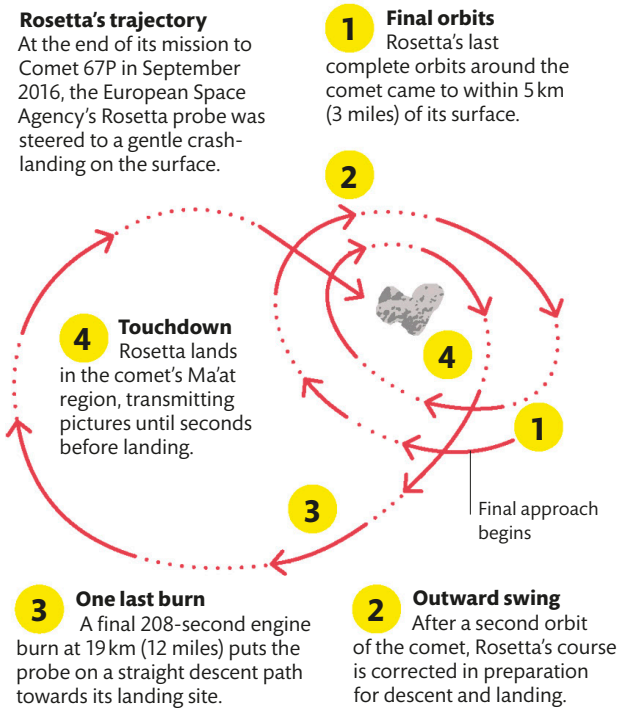 Rosetta's trajectory
At the end of its mission to
Comet 67P in September
2016, the European Space
Agency's Rosetta probe was
steered to a gentle crash-
landing on the surface.
1
Final orbits
Rosetta's last
complete orbits around the
comet came to within 5 km
(3 miles) of its surface.
2
4
Touchdown
Rosetta lands
in the comet's Ma'at
region, transmitting
pictures until seconds
before landing.
4
1
3
Final approach
begins
3
One last burn
A final 208-second engine
burn at 19 km (12 miles) puts the
probe on a straight descent path
towards its landing site.
2
Outward swing
After a second orbit
of the comet, Rosetta's course
is corrected in preparation
for descent and landing.